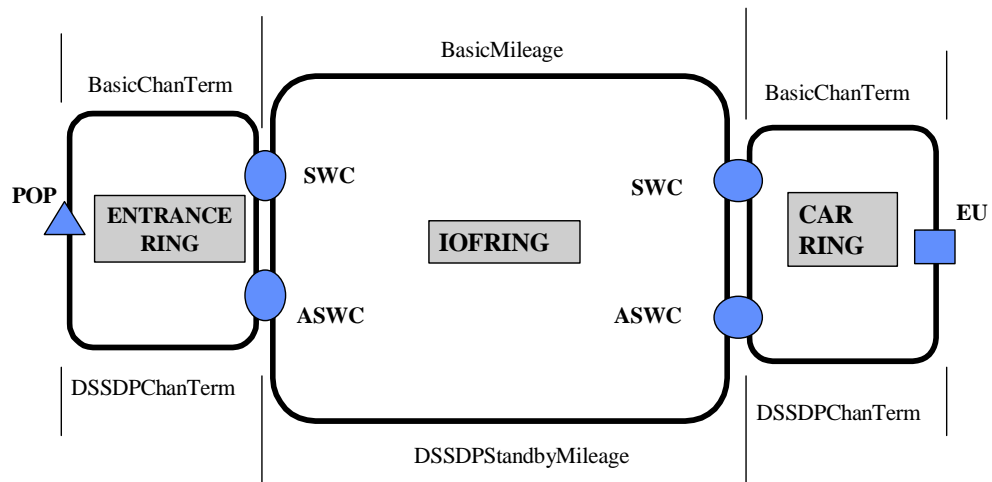 BasicMileage
BasicChanTerm
BasicChanTerm
SWC
SWC
POP
ENTRANCE
RING
IOFRING
CAR
RING
EU
ASWC
ASWC
DSSDPChanTerm
DSSDPChanTerm
DSSDPStandbyMileage